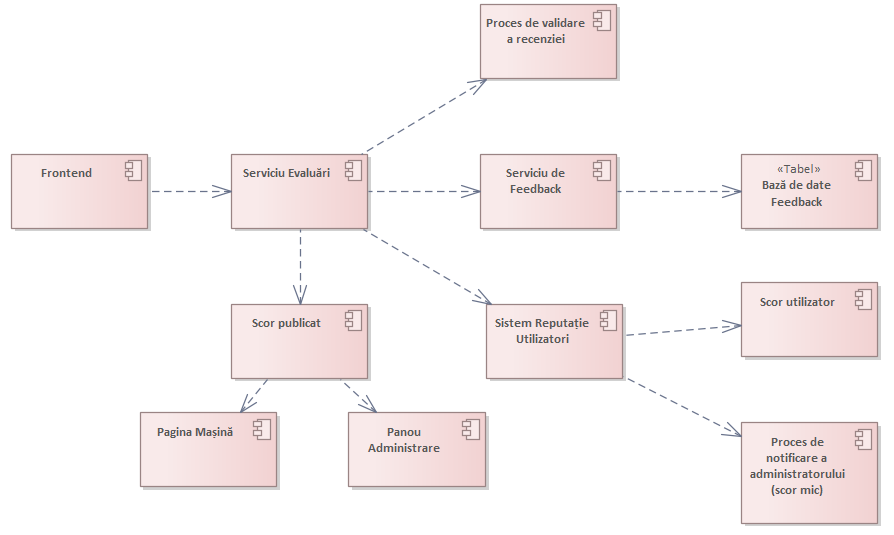 Proces de validare
a recenziei
Frontend
Serviciu Evaluări
Serviciu de
Feedback
«Tabel»
Bază de date
Feedback
Scor publicat
Sistem Reputație
Utilizatori
Scor utilizator
Pagina Mașină
Panou
Administrare
Proces de
notificare a
administratorului
(scor mic)